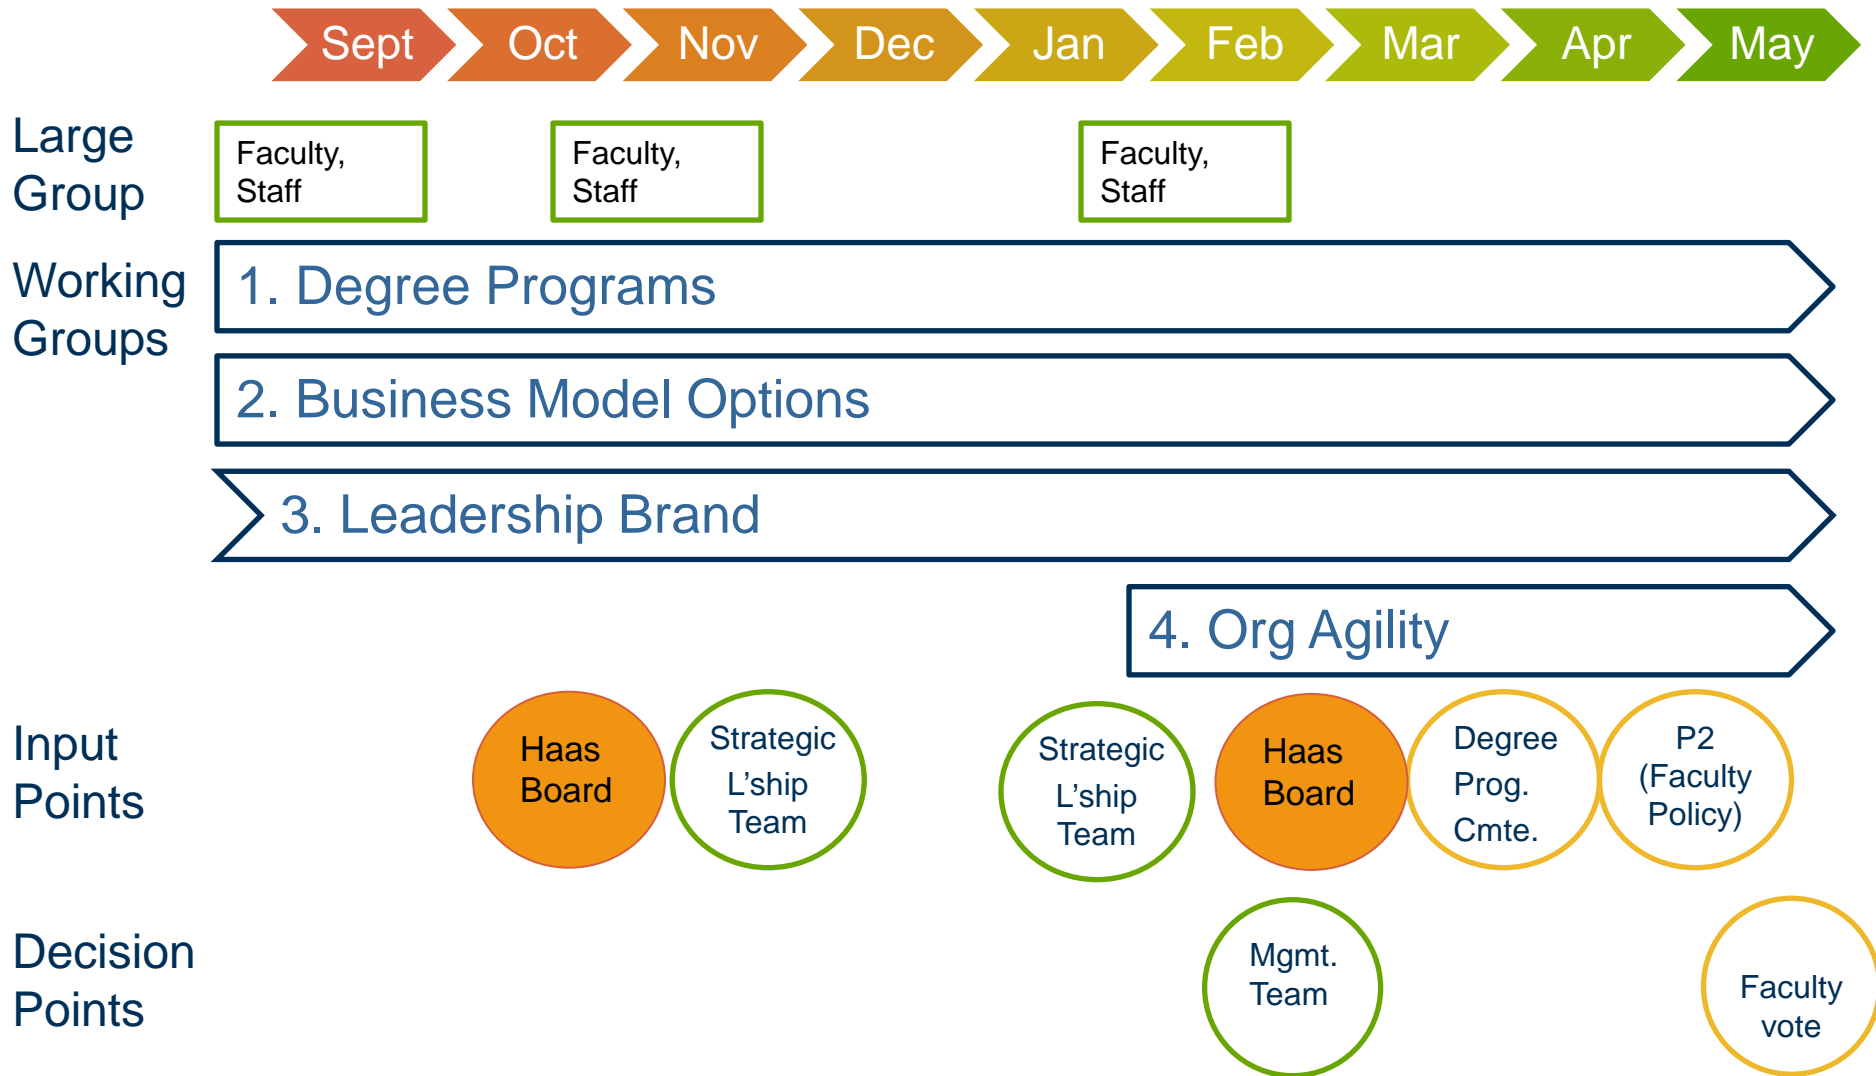 Sept
Oct
Nov
Dec
Jan
Feb
Mar
Apr
May
Large
Group
Faculty,
Staff
Faculty,
Staff
Faculty,
Staff
Working
Groups
1. Degree Programs
2. Business Model Options
3. Leadership Brand
4. Org Agility
Input
Points
Haas
Board
Strategic
L’ship
Team
Strategic
L’ship
Team
Haas
Board
Degree
Prog.
Cmte.
P2
(Faculty
Policy)
Decision
Points
Mgmt.
Team
Faculty
vote